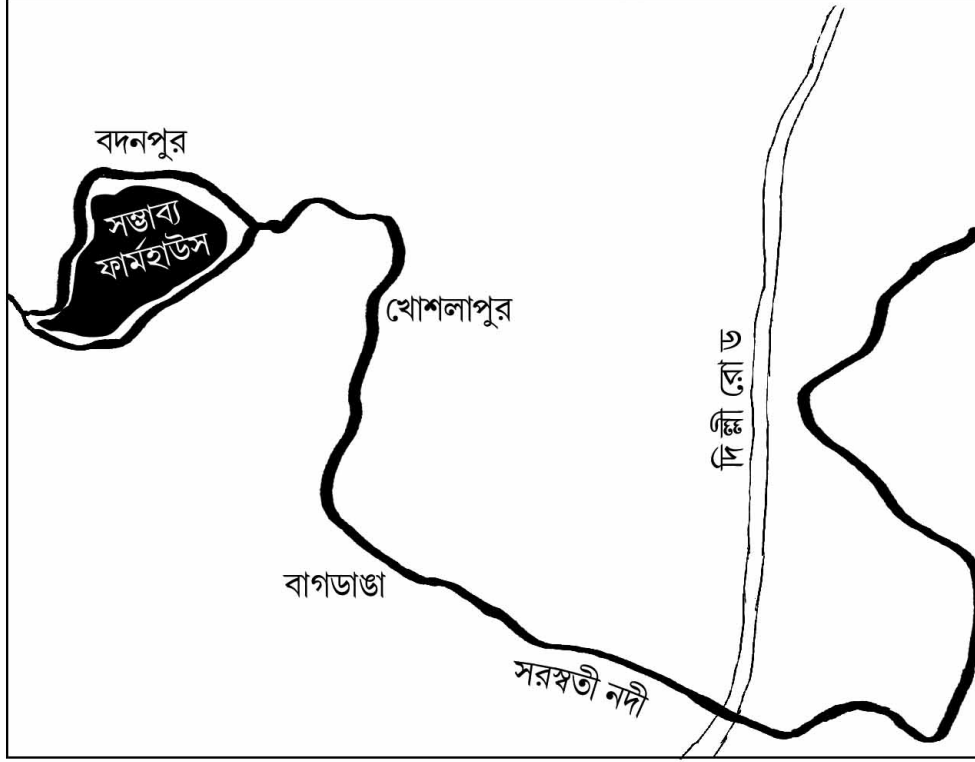 বদনপুর
সম্ভাব্য
ফার্মহাউস
খোশলাপুর
দিল্লী রোড
বাগডাঙা
সরস্বতী নদী